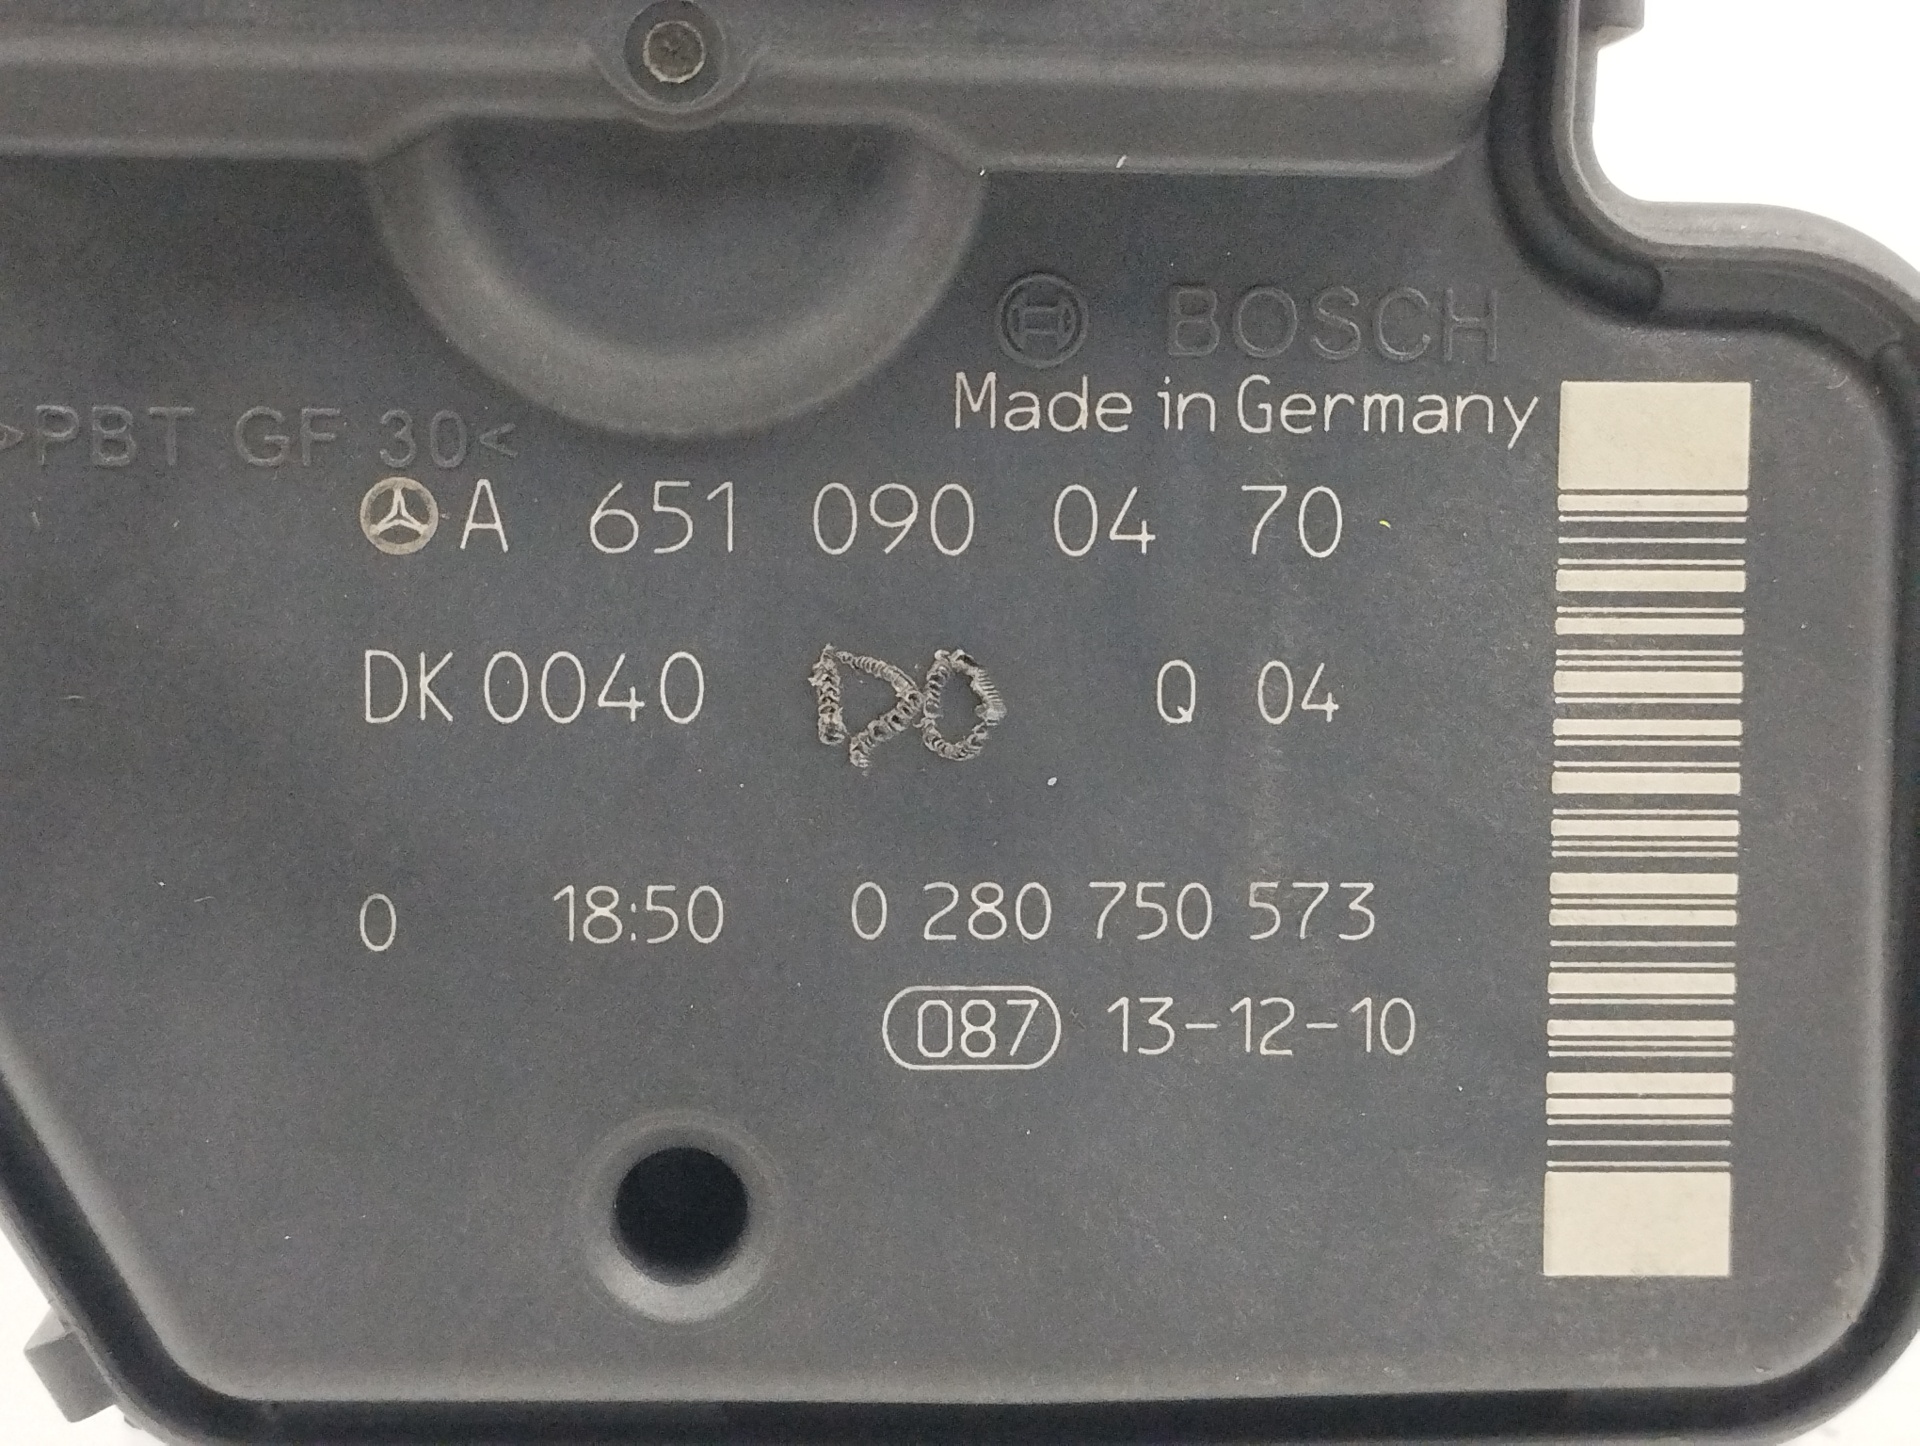 BOSCH
Made in Germany
>PBT GF 30<
A 651 090 04 70
DK 0040 DO Q 04
0 18:50 0 280 750 573
087 13-12-10